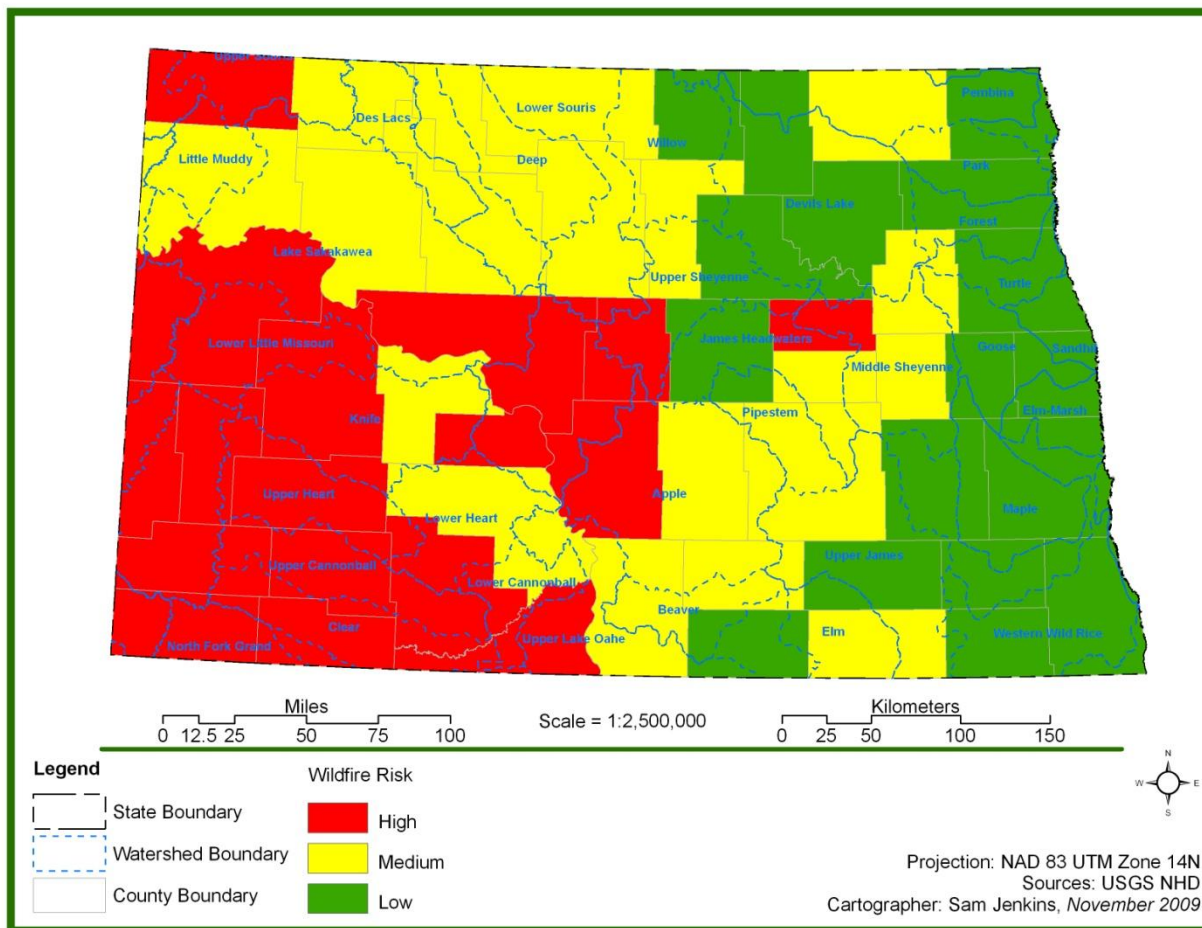 Upper Souris
Pembina
Lower Souris
Des Lacs
Willow
Little Muddy
Deep
Park
Devils Lake
Forest
Lake Sakakawea
Upper Sheyenne
Turtle
Lower Little Missouri
James Headwaters
Goose
Sandhi
Middle Sheyenne
Knife
Pipestem
Elm-Marsh
Upper Heart
Apple
Maple
Lower Heart
Upper James
Upper Cannonball
Lower Cannonball
Beaver
Clear
Elm
Western Wild Rice
North Fork Grand
Upper Lake Oahe
Miles
0 12.5 25 50 75 100
Scale = 1:2,500,000
Kilometers
0 25 50 100 150
Legend
State Boundary
Watershed Boundary
County Boundary
Wildfire Risk
High
Medium
Low
N
W E
S
Projection: NAD 83 UTM Zone 14N
Sources: USGS NHD
Cartographer: Sam Jenkins, November 2009